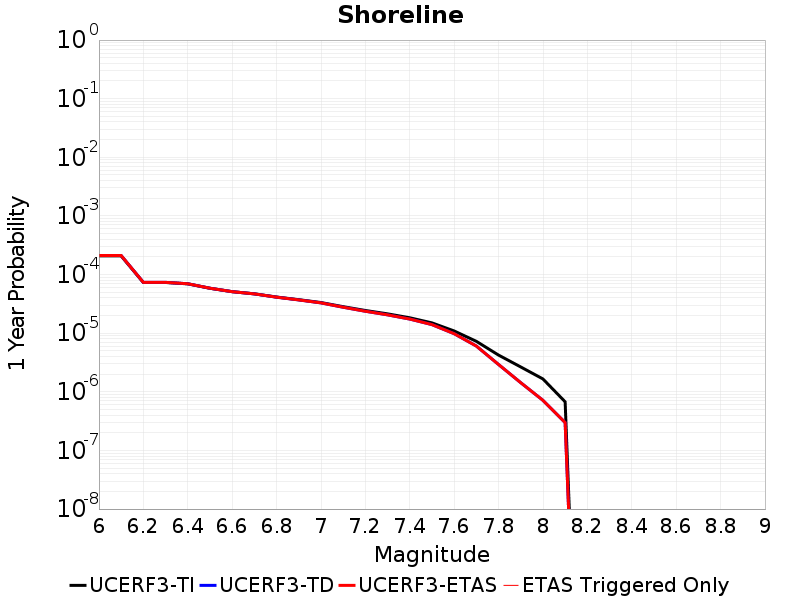 Shoreline
1 Year Probability
10^0
10^-1
10^-2
10^-3
10^-4
10^-5
10^-6
10^-7
10^-8
6 6.2 6.4 6.6 6.8 7 7.2 7.4 7.6 7.8 8 8.2 8.4 8.6 8.8 9
Magnitude
UCERF3-TI UCERF3-TD UCERF3-ETAS ETAS Triggered Only